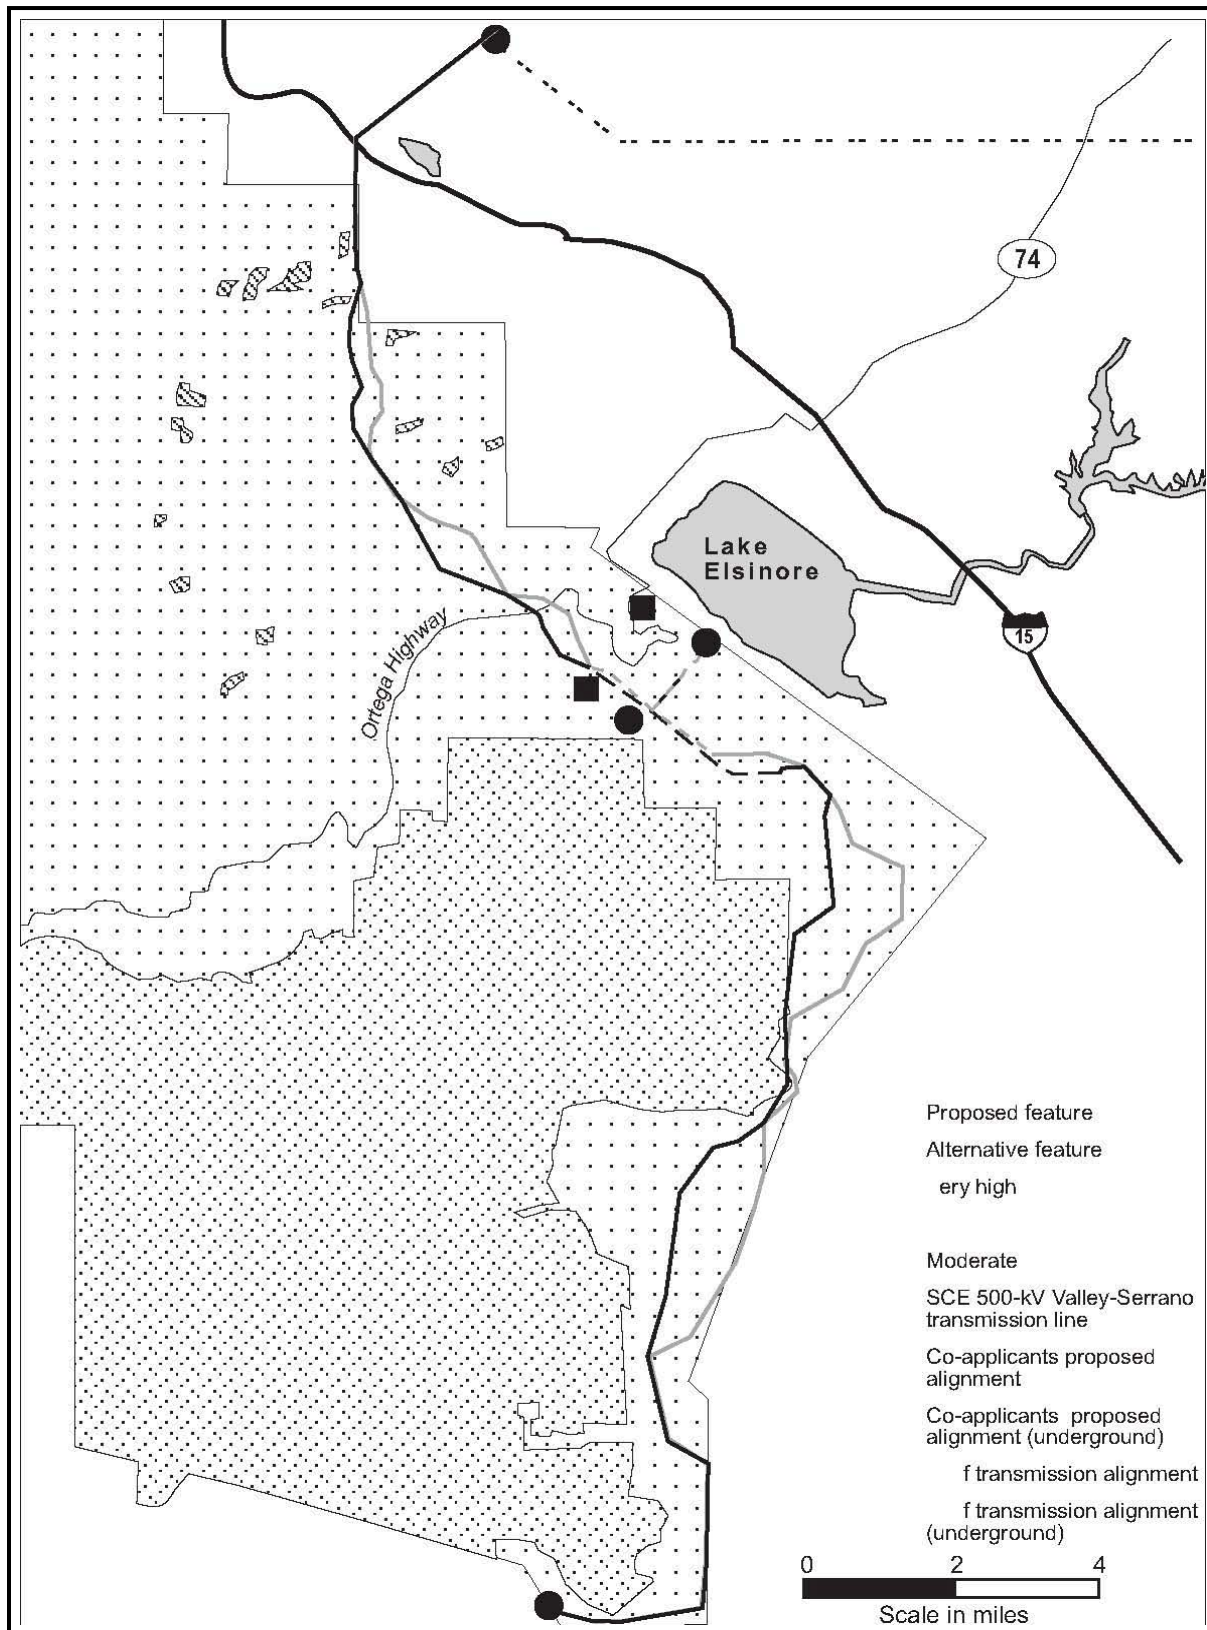 74
Lake
Elsinore
15
Ortega Highway
Proposed feature
Alternative feature
ery high
Moderate
SCE 500-kV Valley-Serrano
transmission line
Co-applicants proposed
alignment
Co-applicants proposed
alignment (underground)
f transmission alignment
f transmission alignment
(underground)
0 2 4
Scale in miles